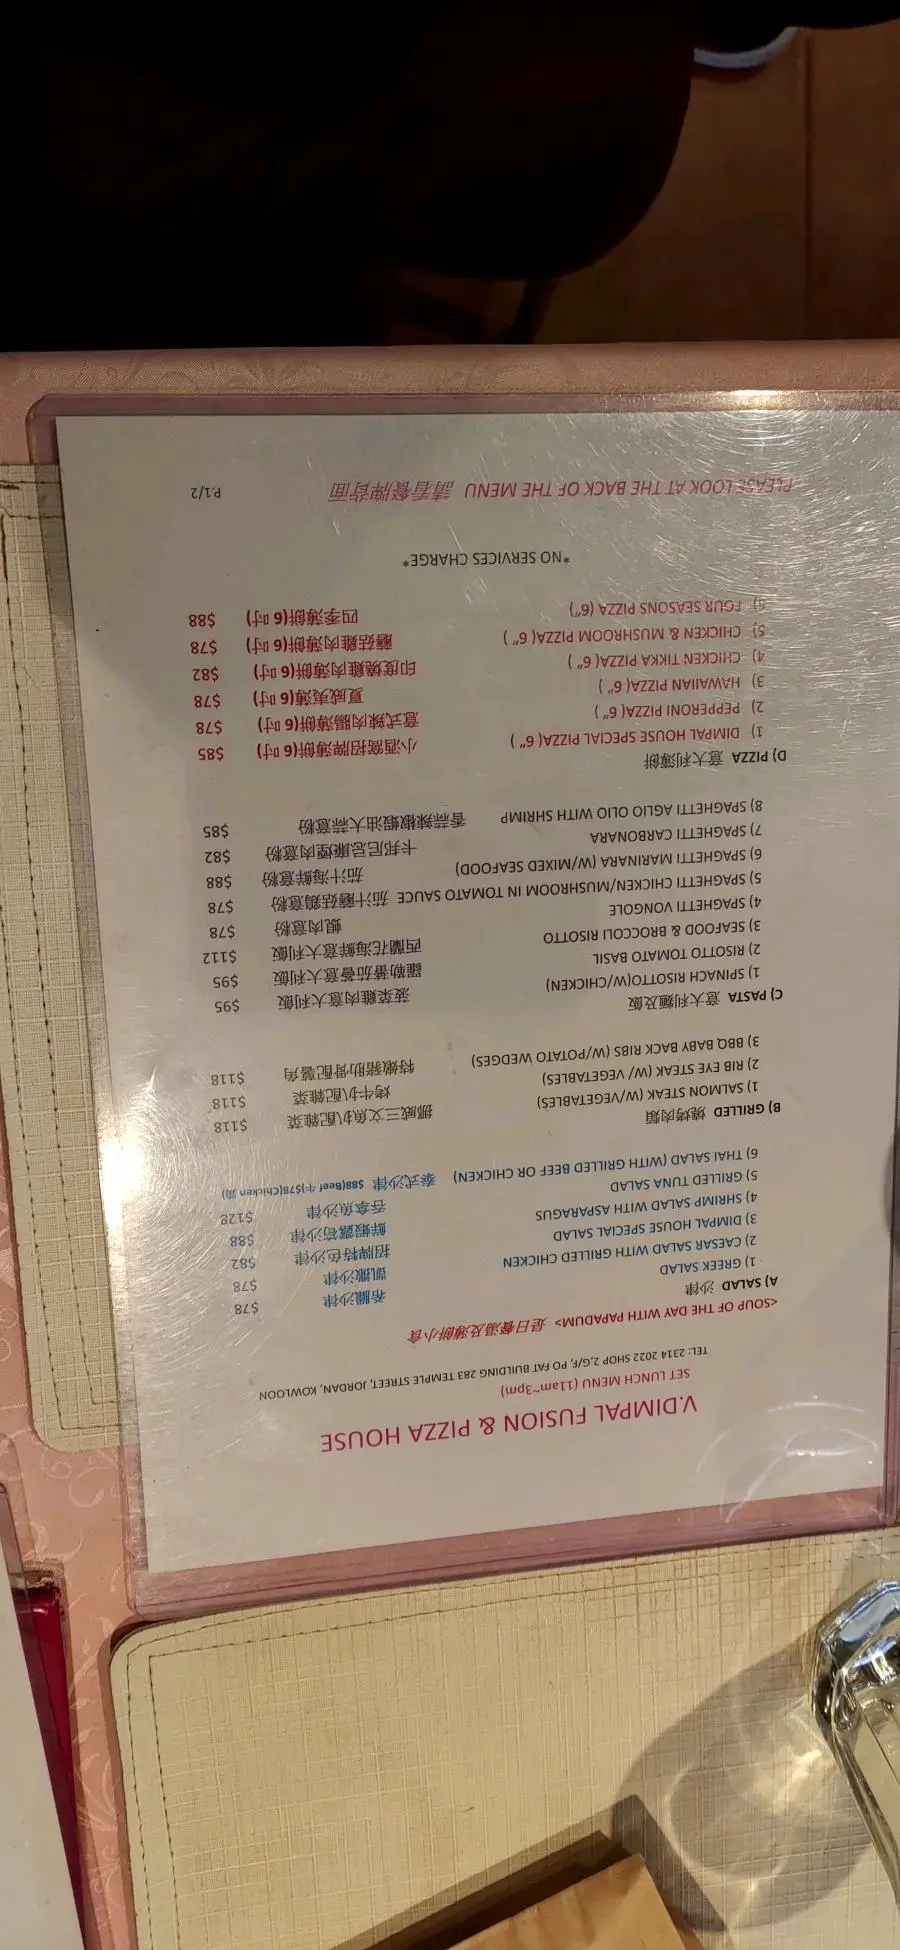 V.DIMPAL FUSION & PIZZA HOUSE
SET LUNCH MENU (11am~3pm)
TEL: 2314 2022 SHOP 2,G/F, PO FAT BUILDING 283 TEMPLE STREET, JORDAN, KOWLOON
<SOUP OF THE DAY WITH PAPADUM> 是日餐湯及薄餅小食
A) SALAD 沙律
1) GREEK SALAD 希臘沙律 $78
2) CAESAR SALAD WITH GRILLED CHICKEN 凱撒沙律 $78
3) DIMPAL HOUSE SPECIAL SALAD 招牌特色沙律 $82
4) SHRIMP SALAD WITH ASPARAGUS 鮮蝦露筍沙律 $88
5) GRILLED TUNA SALAD 吞拿魚沙律 $128
6) THAI SALAD (WITH GRILLED BEEF OR CHICKEN) 泰式沙律 $88(Beef 牛)$78(Chicken 鷄)
B) GRILLED 燒烤肉類
1) SALMON STEAK (W/VEGETABLES) 挪威三文魚扒配雜菜 $118
2) RIB EYE STEAK (W/ VEGETABLES) 烤牛扒配雜菜 $118
3) BBQ BABY BACK RIBS (W/POTATO WEDGES) 特嫩豬肋骨配薯角 $118
C) PASTA 意大利麵及飯
1) SPINACH RISOTTO(W/CHICKEN) 菠菜雞肉意大利飯 $95
2) RISOTTO TOMATO BASIL 羅勒蕃茄薈意大利飯 $95
3) SEAFOOD & BROCCOLI RISOTTO 西蘭花海鮮意大利飯 $112
4) SPAGHETTI VONGOLE 蜆肉意粉 $78
5) SPAGHETTI CHICKEN/MUSHROOM IN TOMATO SAUCE 茄汁蘑菇鷄意粉 $78
6) SPAGHETTI MARINARA (W/MIXED SEAFOOD) 茄汁海鮮意粉 $88
7) SPAGHETTI CARBONARA 卡邦尼忌廉煙肉意粉 $82
8) SPAGHETTI AGLIO OLIO WITH SHRIMP 香蒜辣椒蝦油大蒜意粉 $85
D) PIZZA 意大利薄餅
1) DIMPAL HOUSE SPECIAL PIZZA( 6" ) 小酒窩招牌薄餅(6 吋) $85
2) PEPPERONI PIZZA( 6" ) 意式辣肉腸薄餅(6 吋) $78
3) HAWAIIAN PIZZA( 6" ) 夏威夷薄(6 吋) $78
4) CHICKEN TIKKA PIZZA( 6" ) 印度燒雞肉薄餅(6 吋) $82
5) CHICKEN & MUSHROOM PIZZA( 6" ) 蘑菇雞肉薄餅(6 吋) $78
6) FOUR SEASONS PIZZA (6") 四季薄餅(6 吋) $88
*NO SERVICES CHARGE*
PLEASE LOOK AT THE BACK OF THE MENU 請看餐牌背面 P.1/2